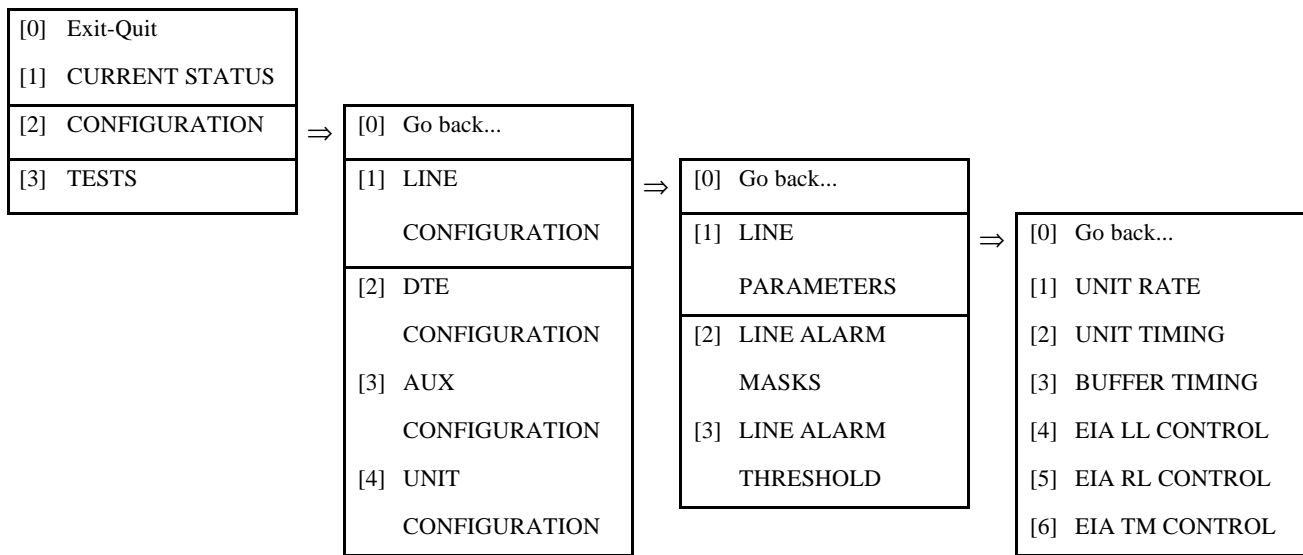 [0] Exit-Quit
[1] CURRENT STATUS
[2] CONFIGURATION
[3] TESTS
⇒
[0] Go back...
[1] LINE
CONFIGURATION
[2] DTE
CONFIGURATION
[3] AUX
CONFIGURATION
[4] UNIT
CONFIGURATION
⇒
[0] Go back...
[1] LINE
PARAMETERS
[2] LINE ALARM
MASKS
[3] LINE ALARM
THRESHOLD
⇒
[0] Go back...
[1] UNIT RATE
[2] UNIT TIMING
[3] BUFFER TIMING
[4] EIA LL CONTROL
[5] EIA RL CONTROL
[6] EIA TM CONTROL